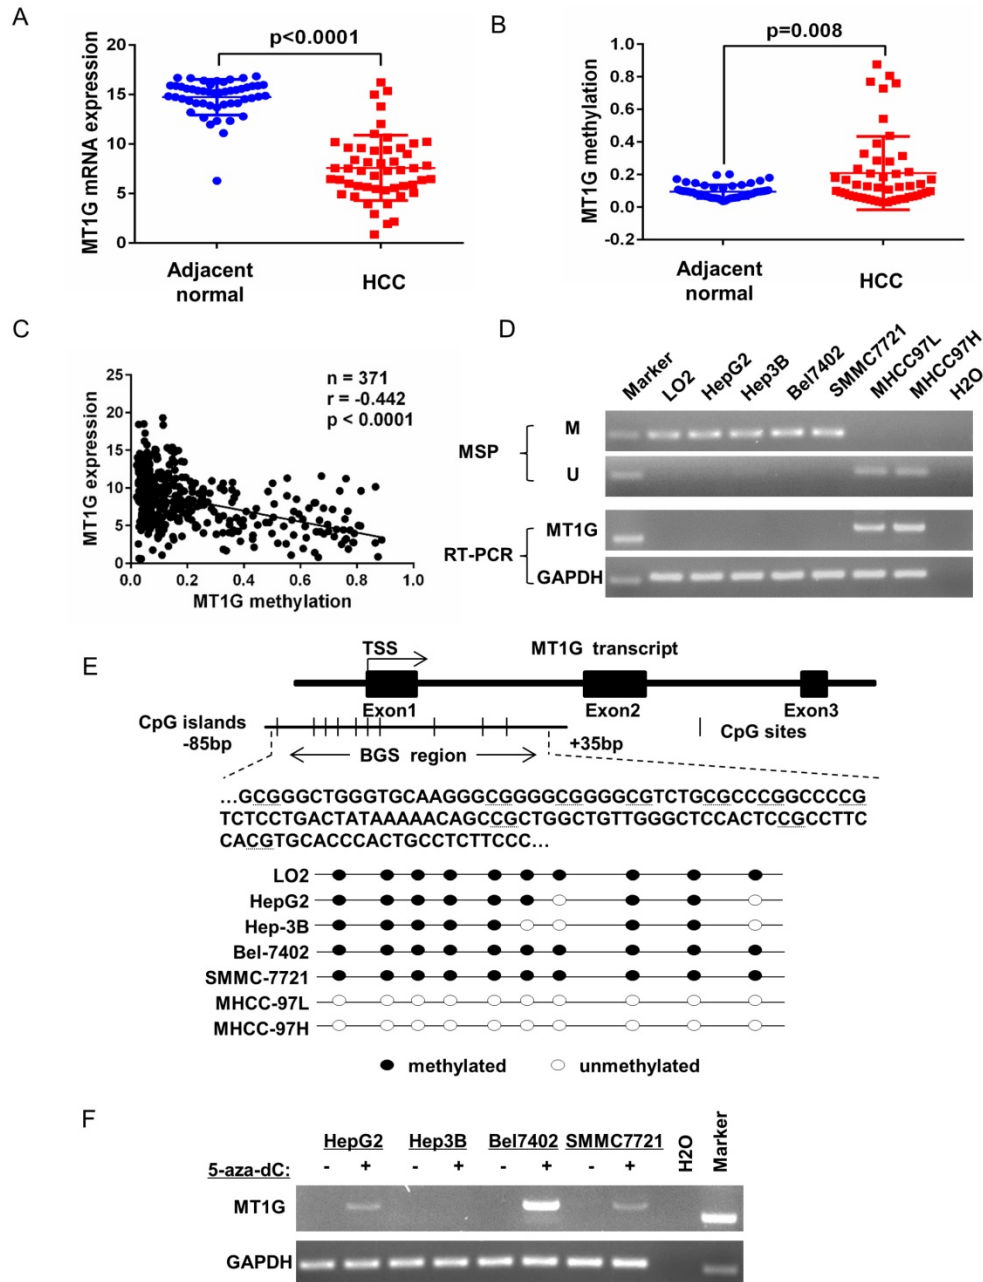 A
p<0.0001
20
15
10
5
0
MT1G mRNA expression
Adjacent
normal
HCC
B
p=0.008
1.0
0.8
0.6
0.4
0.2
0.0
-0.2
MT1G methylation
Adjacent
normal
HCC
C
n = 371
r = -0.442
p < 0.0001
25
20
15
10
5
0
MT1G expression
0.0 0.2 0.4 0.6 0.8 1.0
MT1G methylation
D
Marker LO2 HepG2 Hep3B Bel7402 SMMC7721 MHCC97L MHCC97H H2O
MSP
M
U
RT-PCR
MT1G
GAPDH
E
TSS MT1G transcript
Exon1 Exon2 Exon3
CpG islands
-85bp +35bp CpG sites
BGS region
...GCGGGCTGGGTGCAAGGGCGGGGCGGGGCGTCTGCGCCCGGCCCCG
TCTCCTGACTATAAAAACAGCCGCTGGCTGTTGGGCTCCACTCCGCCTTC
CACGTGCACCCACTGCCTCTTCCC...
LO2
HepG2
Hep-3B
Bel-7402
SMMC-7721
MHCC-97L
MHCC-97H
methylated unmethylated
F
HepG2 Hep3B Bel7402 SMMC7721 H2O Marker
5-aza-dC: - + - + - + - +
MT1G
GAPDH